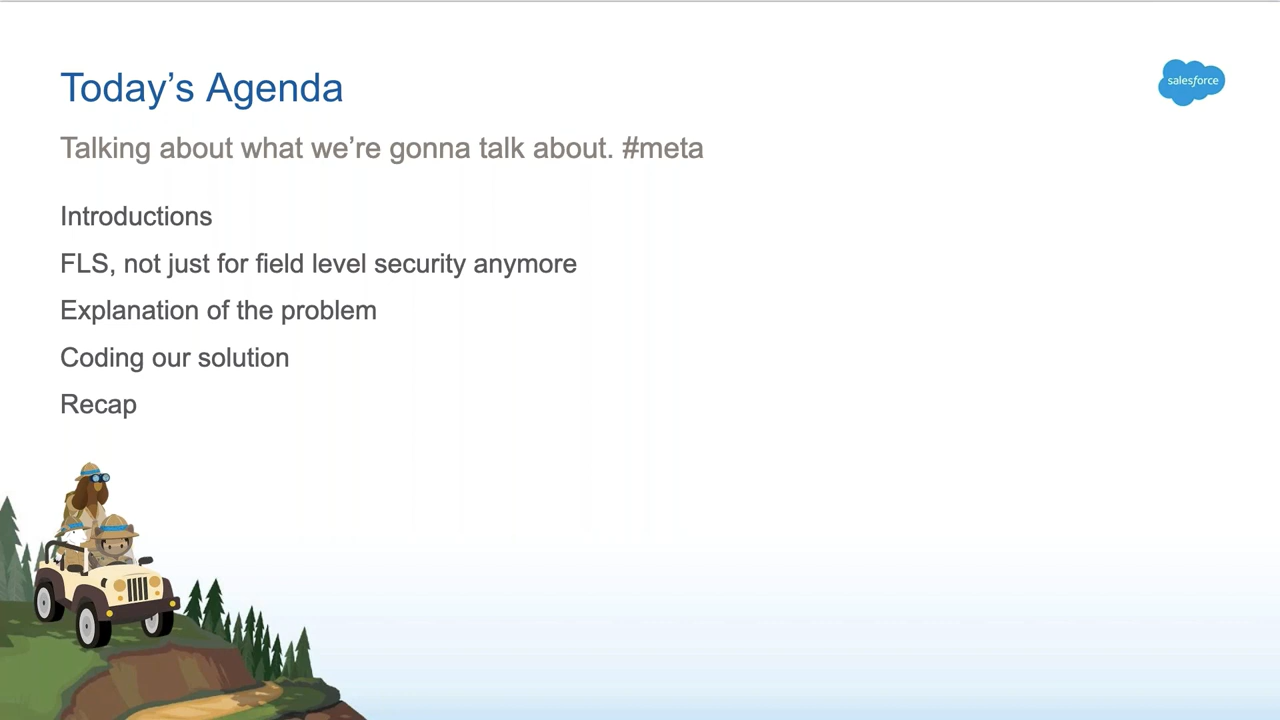 Today's Agenda
salesforce
Talking about what we're gonna talk about. #meta
Introductions
FLS, not just for field level security anymore
Explanation of the problem
Coding our solution
Recap